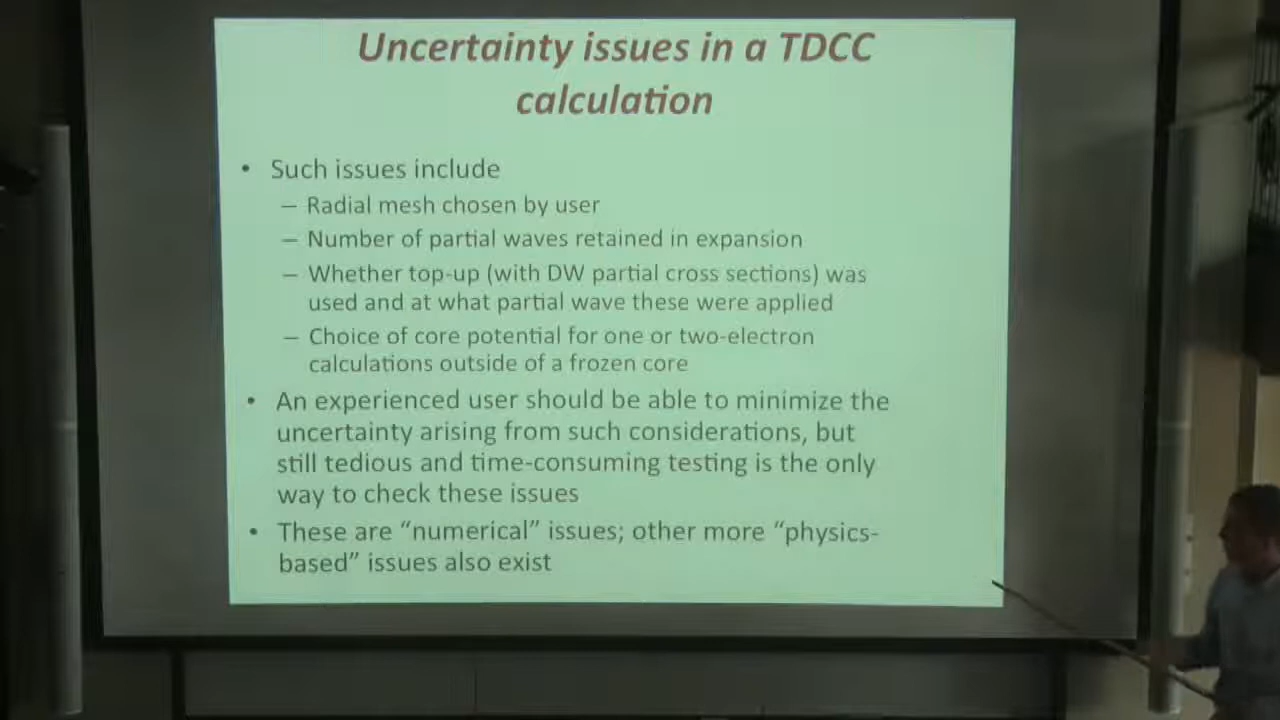 Uncertainty issues in a TDCC
calculation
• Such issues include
– Radial mesh chosen by user
– Number of partial waves retained in expansion
– Whether top-up (with DW partial cross sections) was
used and at what partial wave these were applied
– Choice of core potential for one or two-electron
calculations outside of a frozen core
• An experienced user should be able to minimize the
uncertainty arising from such considerations, but
still tedious and time-consuming testing is the only
way to check these issues
• These are “numerical” issues; other more “physics-
based” issues also exist